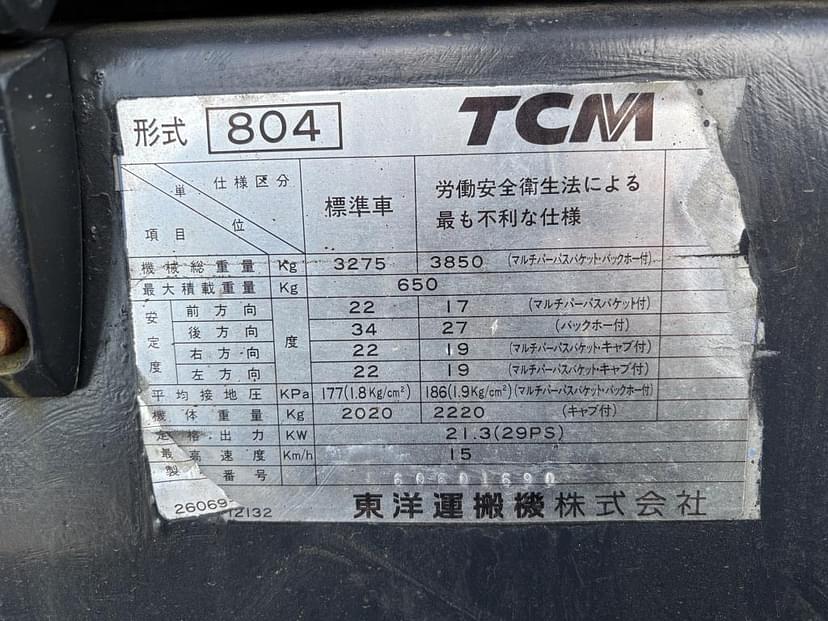 形式 804 TCM
単位 仕様区分 項目 標準車 労働安全衛生法による
最も不利な仕様
機械総重量 Kg 3275 3850 (マルチパーパスバケット・バックホー付)
最大積載重量 Kg 650
安定度 前方向 度 22 17 (マルチパーパスバケット付)
後方向 34 27 (バックホー付)
右方向 22 19 (マルチパーパスバケット・キャブ付)
左方向 22 19 (マルチパーパスバケット・キャブ付)
平均接地圧 KPa 177(1.8Kg/cm²) 186(1.9Kg/cm²) (マルチパーパスバケット・バックホー付)
機体重量 Kg 2020 2220 (キャブ付)
定格出力 KW 21.3(29PS)
最高速度 Km/h 15
製 番号 60601690
26069 12132 東洋運搬機株式会社